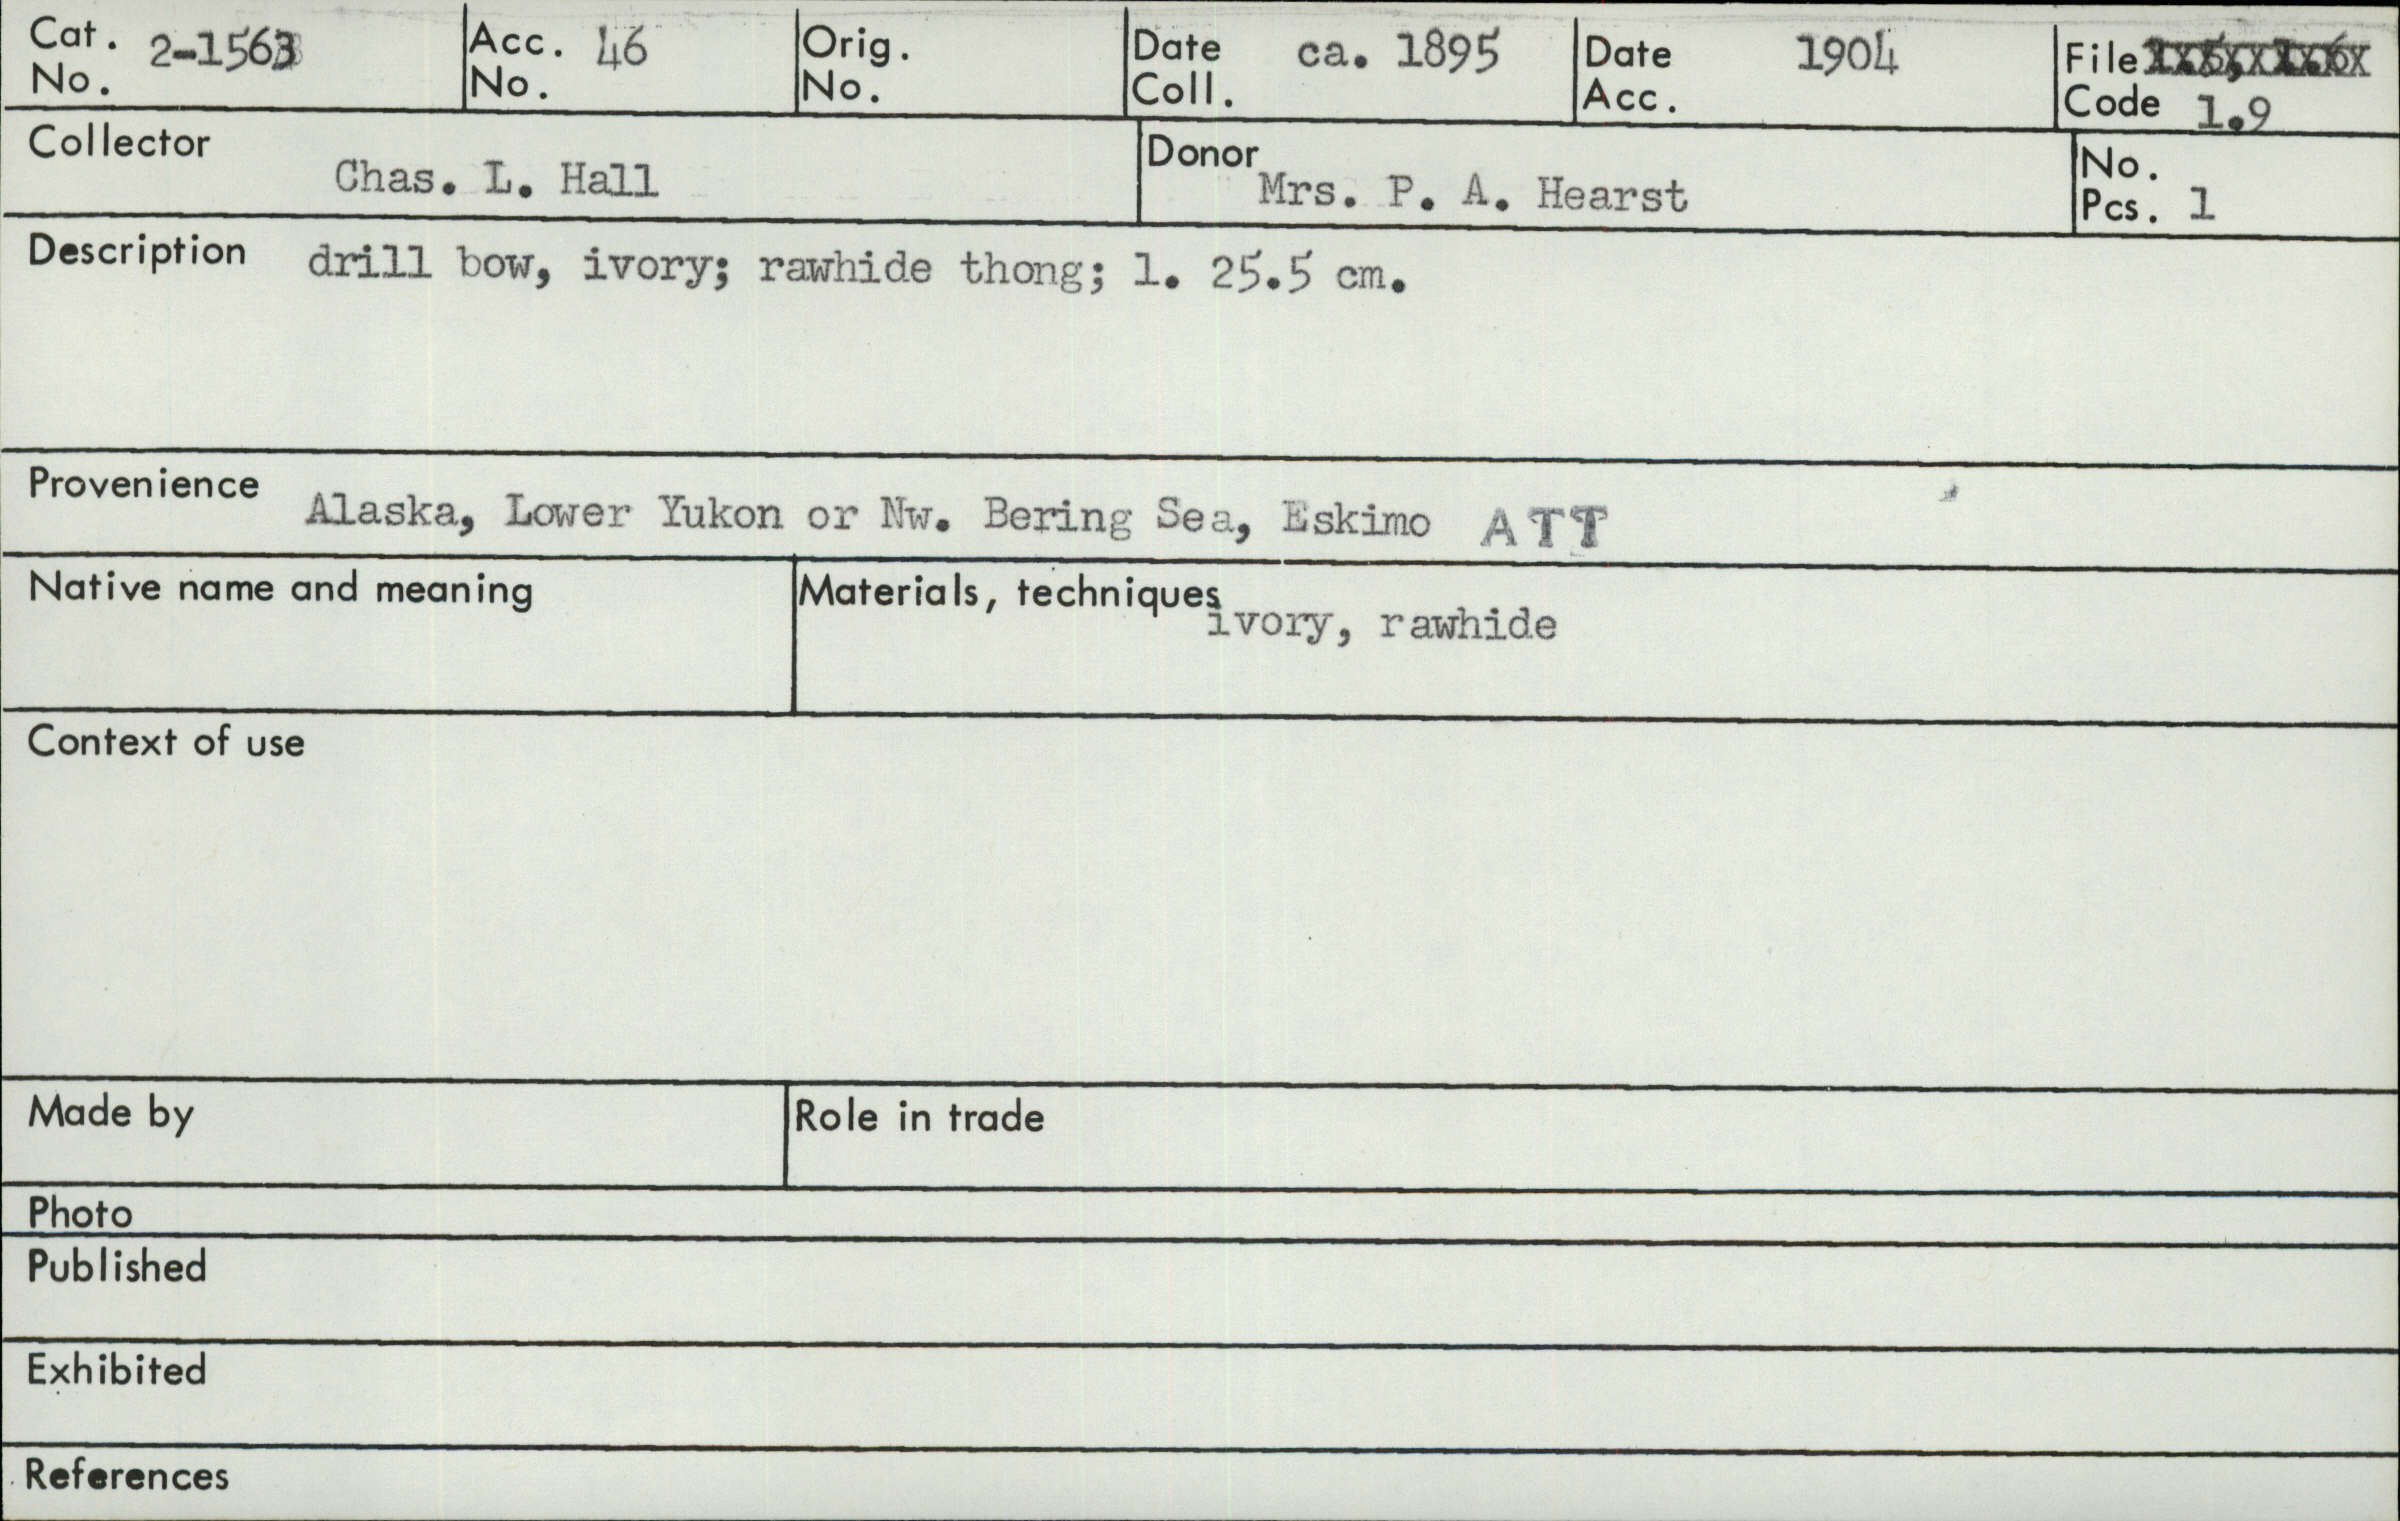 Cat. No. 2-1563 Acc. No. 46 Orig. No. Date Coll. ca. 1895 Date Acc. 1904 File Code 1.9
Collector Chas. L. Hall Donor Mrs. P. A. Hearst No. Pcs. 1
Description drill bow, ivory; rawhide thong; l. 25.5 cm.
Provenience Alaska, Lower Yukon or Nw. Bering Sea, Eskimo ATT
Native name and meaning Materials, techniques ivory, rawhide
Context of use
Made by Role in trade
Photo
Published
Exhibited
References